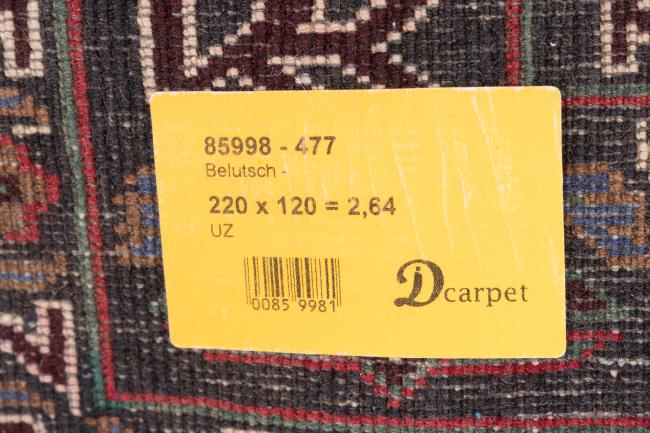 85998 - 477
Belutsch -
220 x 120 = 2,64
UZ
0085 9981
Dcarpet